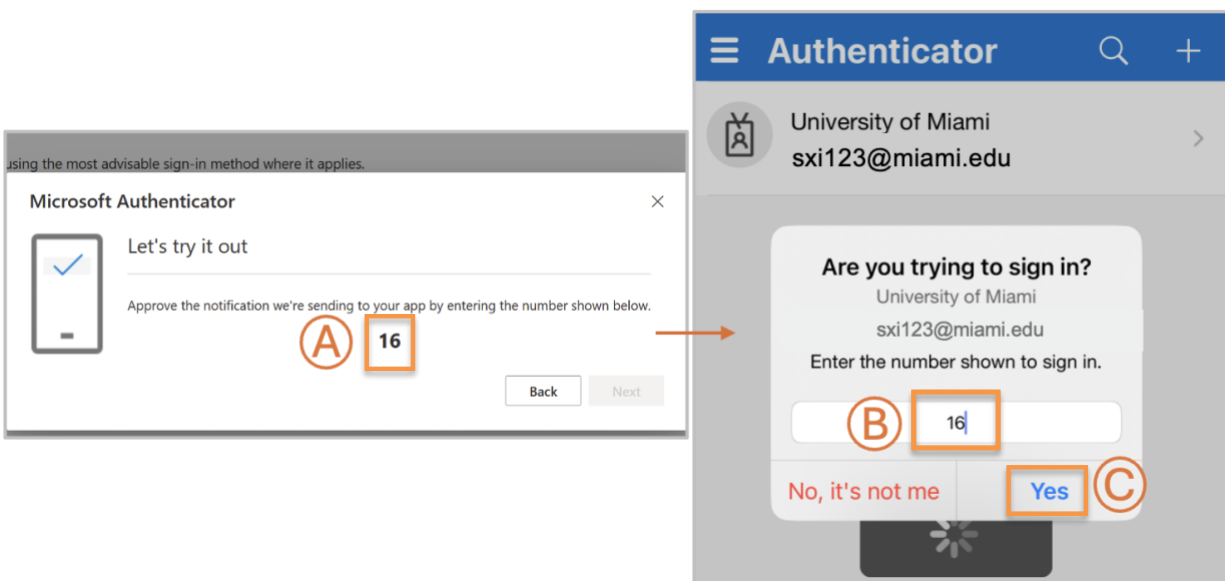 using the most advisable sign-in method where it applies.
Microsoft Authenticator
Let's try it out
Approve the notification we're sending to your app by entering the number shown below.
A
16
Back
Next
Authenticator
University of Miami
sxi123@miami.edu
Are you trying to sign in?
University of Miami
sxi123@miami.edu
Enter the number shown to sign in.
B
16
No, it's not me
Yes
C